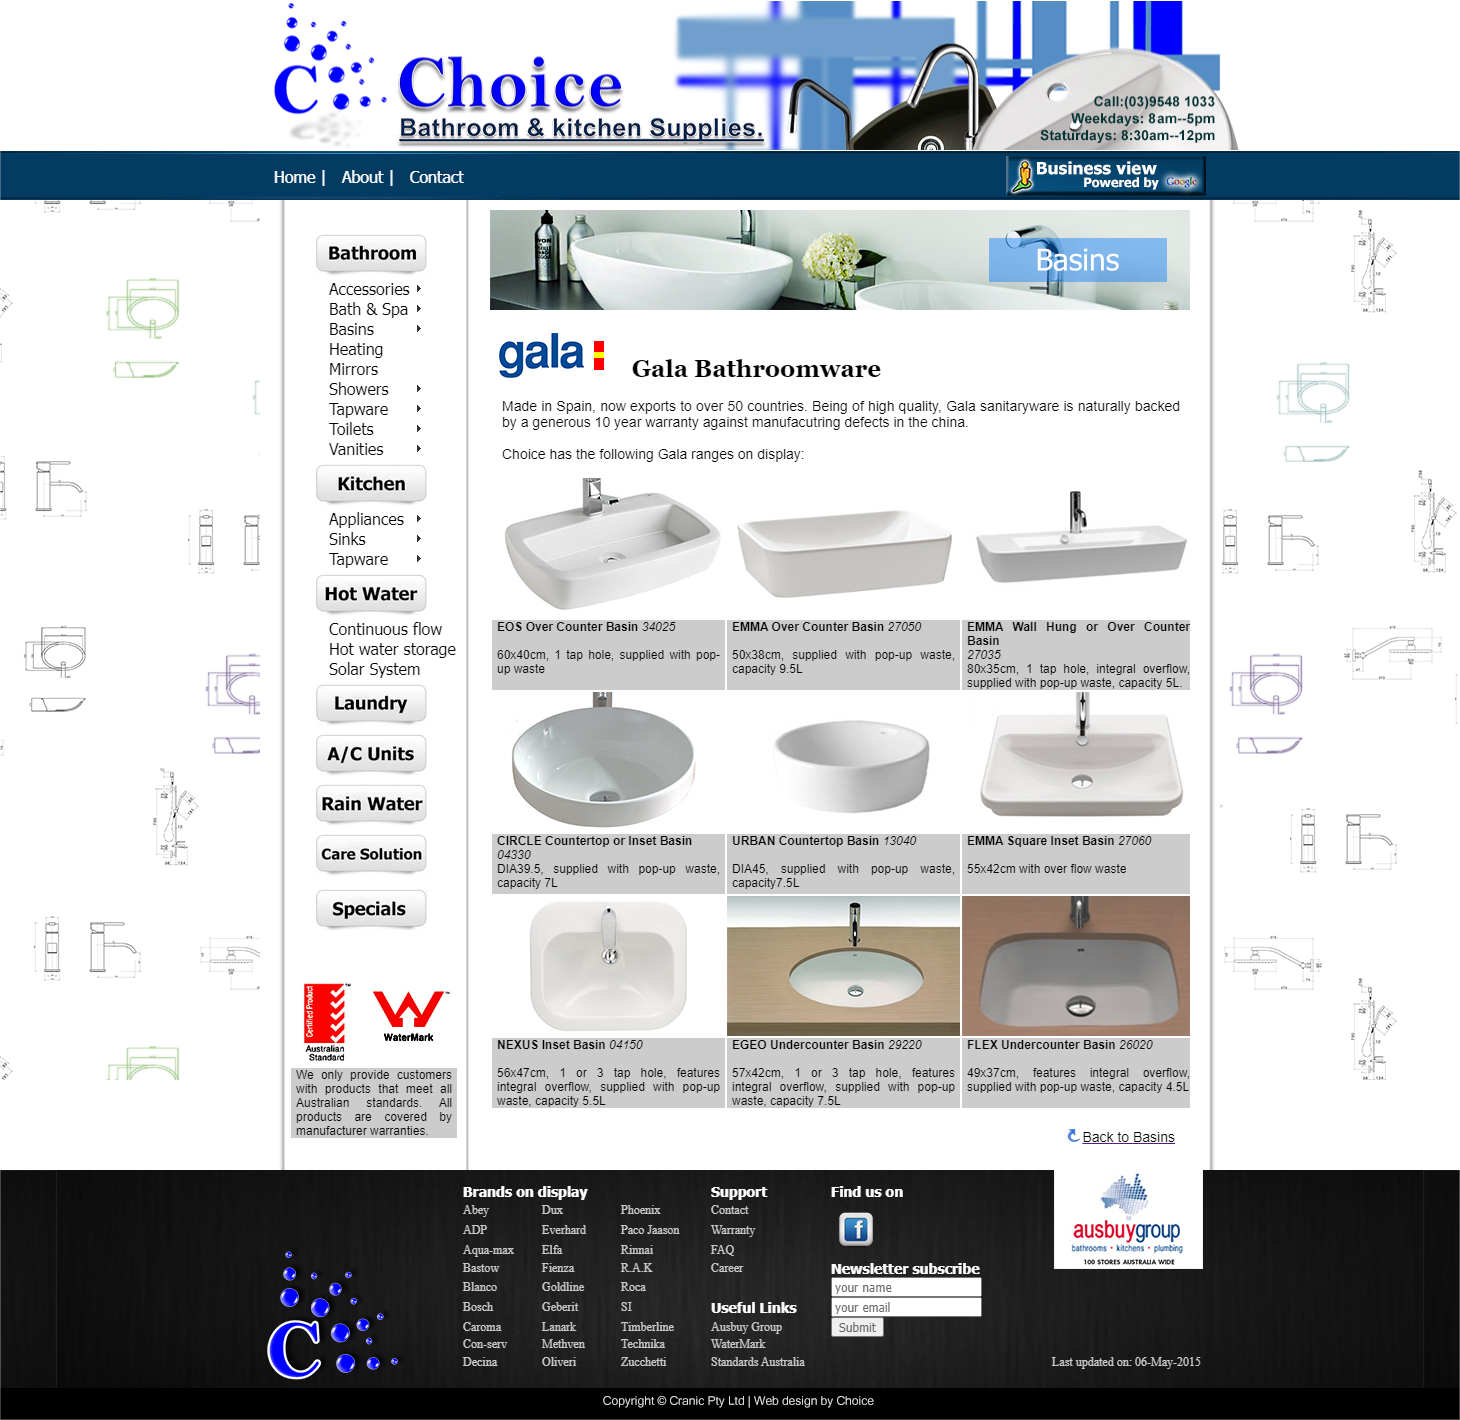 C
Choice
Bathroom & kitchen Supplies.
Call:(03)9548 1033
Weekdays: 8am--5pm
Staturdays: 8:30am--12pm
Home | About | Contact
Business view
Powered by Google
Bathroom
Accessories
Bath & Spa
Basins
Heating
Mirrors
Showers
Tapware
Toilets
Vanities
Kitchen
Appliances
Sinks
Tapware
Hot Water
Continuous flow
Hot water storage
Solar System
Laundry
A/C Units
Rain Water
Care Solution
Specials
Certified Product
Australian
Standard
WaterMark
We only provide customers
with products that meet all
Australian standards. All
products are covered by
manufacturer warranties.
Basins
gala
Gala Bathroomware
Made in Spain, now exports to over 50 countries. Being of high quality, Gala sanitaryware is naturally backed
by a generous 10 year warranty against manufacutring defects in the china.
Choice has the following Gala ranges on display:
EOS Over Counter Basin 34025
60x40cm, 1 tap hole, supplied with pop-
up waste
EMMA Over Counter Basin 27050
50x38cm, supplied with pop-up waste,
capacity 9.5L
EMMA Wall Hung or Over Counter
Basin
27035
80x35cm, 1 tap hole, integral overflow,
supplied with pop-up waste, capacity 5L.
CIRCLE Countertop or Inset Basin
04330
DIA39.5, supplied with pop-up waste,
capacity 7L
URBAN Countertop Basin 13040
DIA45, supplied with pop-up waste,
capacity7.5L
EMMA Square Inset Basin 27060
55x42cm with over flow waste
NEXUS Inset Basin 04150
56x47cm, 1 or 3 tap hole, features
integral overflow, supplied with pop-up
waste, capacity 5.5L
EGEO Undercounter Basin 29220
57x42cm, 1 or 3 tap hole, features
integral overflow, supplied with pop-up
waste, capacity 7.5L
FLEX Undercounter Basin 26020
49x37cm, features integral overflow,
supplied with pop-up waste, capacity 4.5L
Back to Basins
C
Brands on display
Abey
ADP
Aqua-max
Bastow
Blanco
Bosch
Caroma
Con-serv
Decina
Dux
Everhard
Elfa
Fienza
Goldline
Geberit
Lanark
Methven
Oliveri
Phoenix
Paco Jaason
Rinnai
R.A.K
Roca
SI
Timberline
Technika
Zucchetti
Support
Contact
Warranty
FAQ
Career
Useful Links
Ausbuy Group
WaterMark
Standards Australia
Find us on
f
Newsletter subscribe
your name
your email
Submit
ausbuygroup
bathrooms • kitchens • plumbing
100 STORES AUSTRALIA WIDE
Last updated on: 06-May-2015
Copyright © Cranic Pty Ltd | Web design by Choice